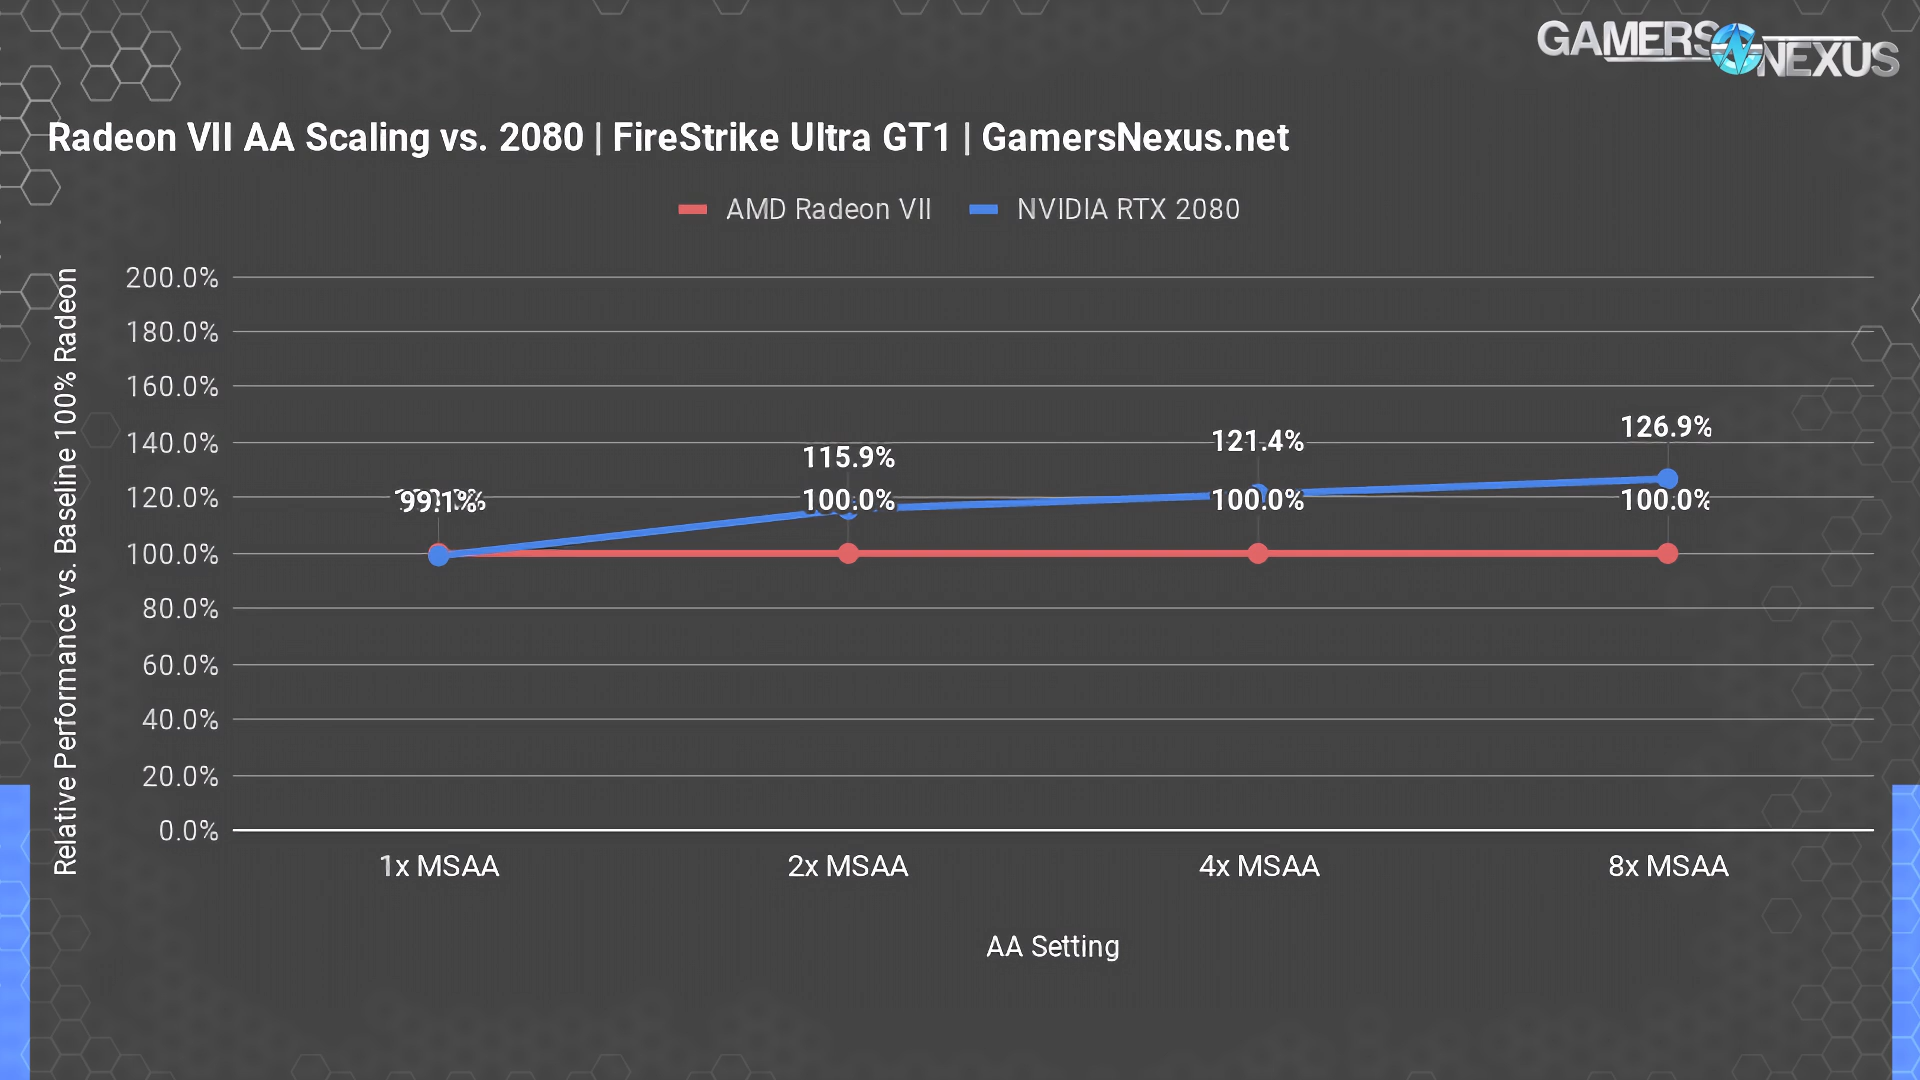 GAMERS NEXUS
Radeon VII AA Scaling vs. 2080 | FireStrike Ultra GT1 | GamersNexus.net
AMD Radeon VII
NVIDIA RTX 2080
Relative Performance vs. Baseline 100% Radeon
200.0%
180.0%
160.0%
140.0%
120.0%
100.0%
80.0%
60.0%
40.0%
20.0%
0.0%
99.1%
115.9%
100.0%
121.4%
100.0%
126.9%
100.0%
1x MSAA
2x MSAA
4x MSAA
8x MSAA
AA Setting